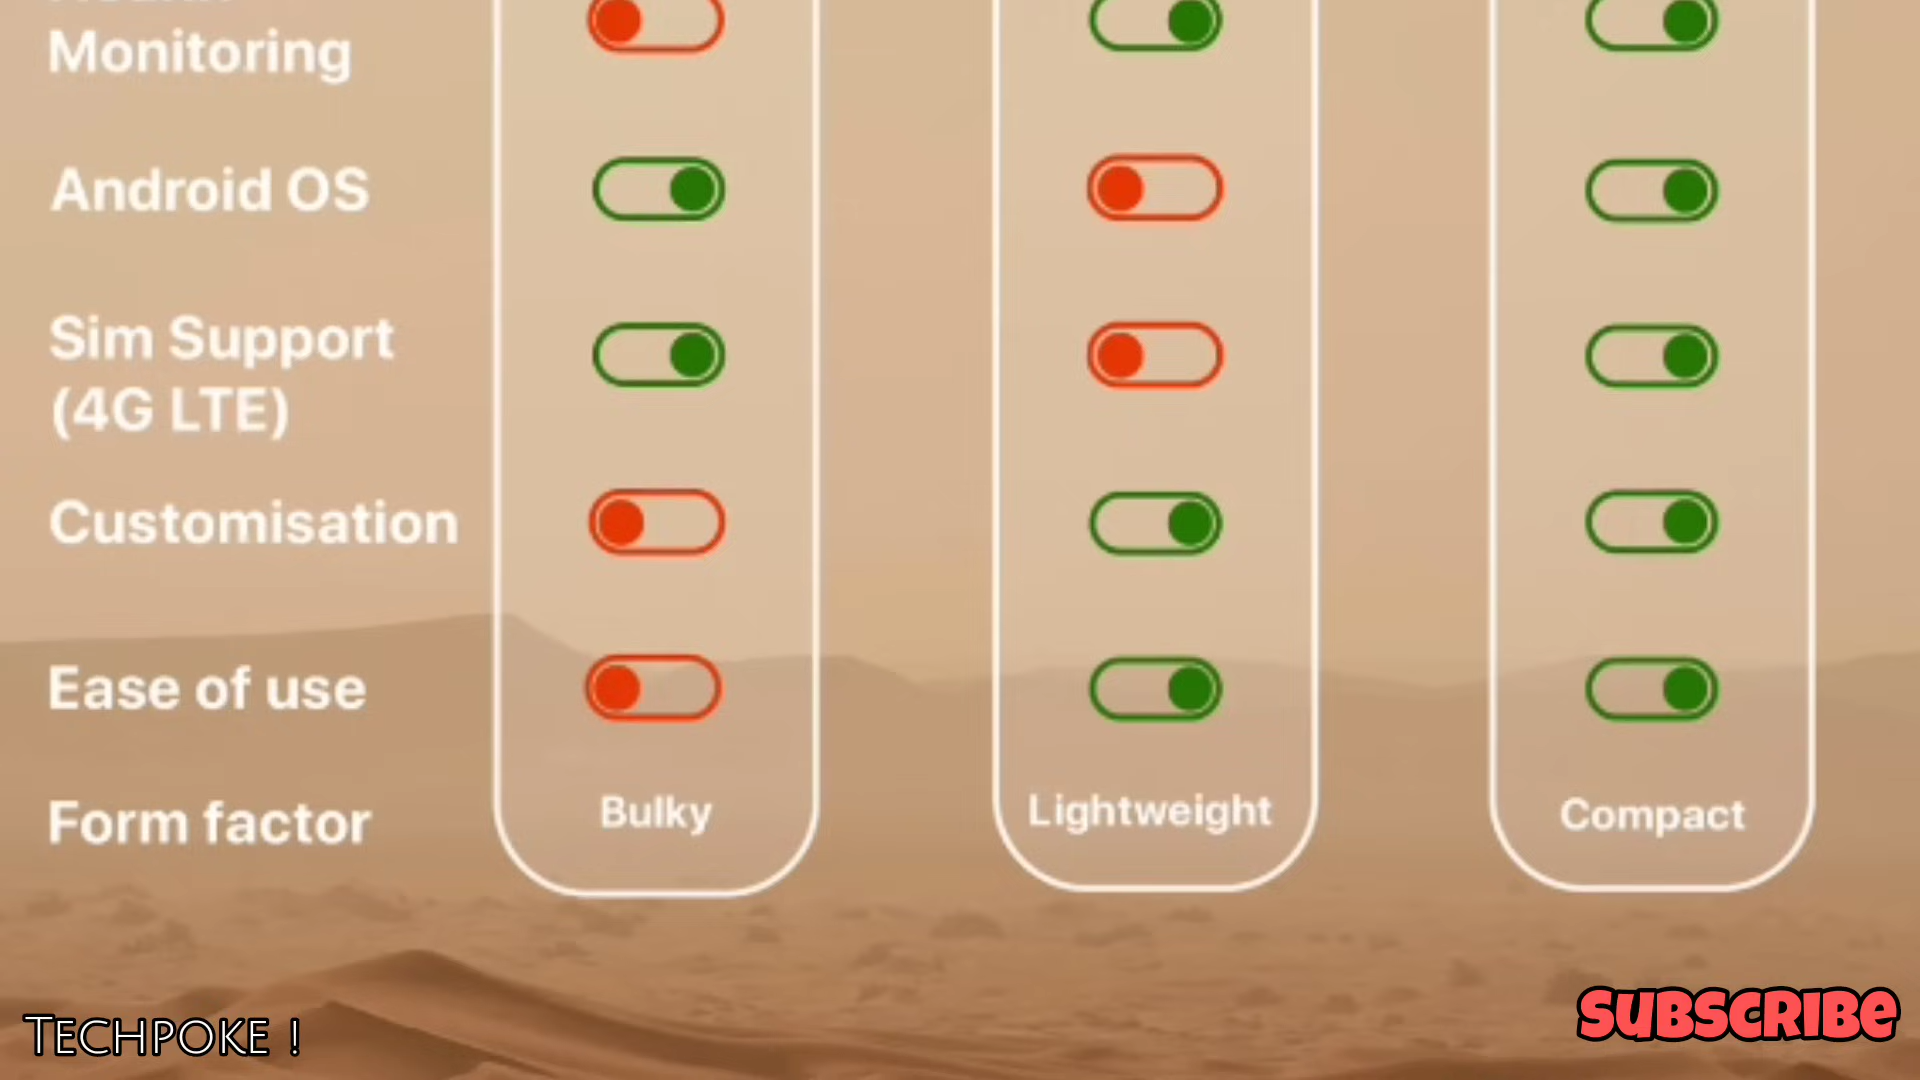 Monitoring
Android OS
Sim Support
(4G LTE)
Customisation
Ease of use
Form factor
Bulky
Lightweight
Compact
TECHPOKE !
SUBSCRIBE